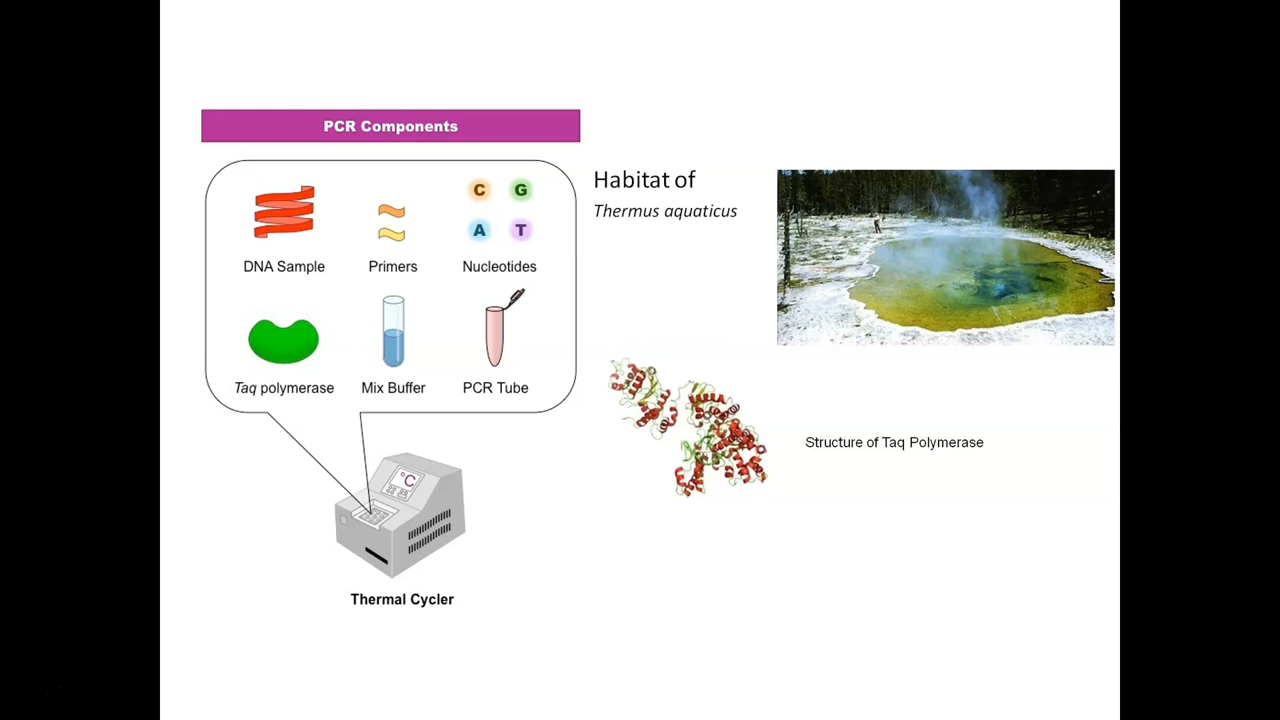 PCR Components
C G
A T
DNA Sample Primers Nucleotides
Taq polymerase Mix Buffer PCR Tube
°C
Thermal Cycler
Habitat of
Thermus aquaticus
Structure of Taq Polymerase